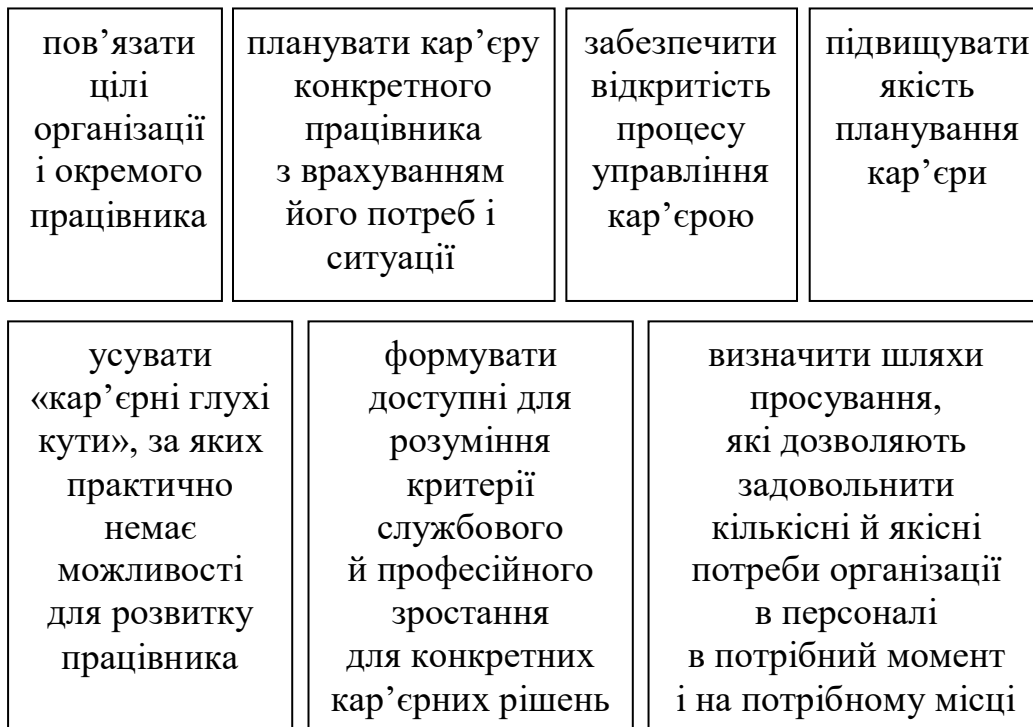 пов’язати
цілі
організації
і окремого
працівника
планувати кар’єру
конкретного
працівника
з врахуванням
його потреб і
ситуації
забезпечити
відкритість
процесу
управління
кар’єрою
підвищувати
якість
планування
кар’єри
усувати
«кар’єрні глухі
кути», за яких
практично
немає
можливості
для розвитку
працівника
формувати
доступні для
розуміння
критерії
службового
й професійного
зростання
для конкретних
кар’єрних рішень
визначити шляхи
просування,
які дозволяють
задовольнити
кількісні й якісні
потреби організації
в персоналі
в потрібний момент
і на потрібному місці